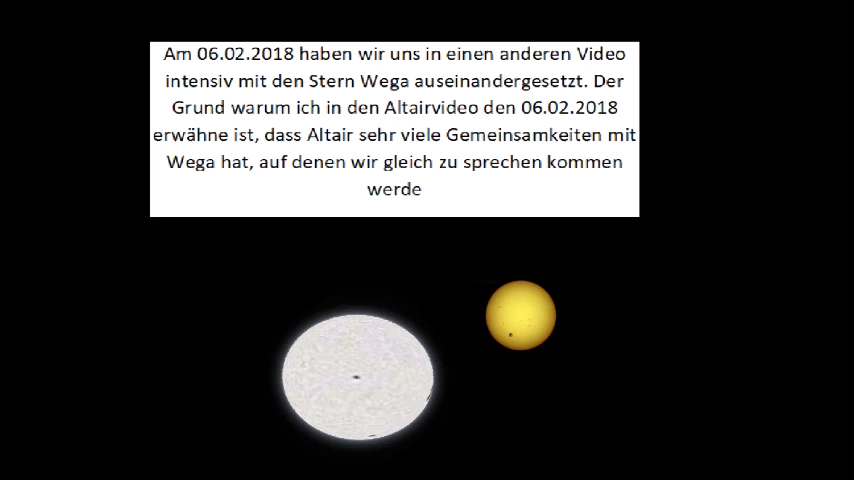 Am 06.02.2018 haben wir uns in einen anderen Video
intensiv mit den Stern Wega auseinandergesetzt. Der
Grund warum ich in den Altairvideo den 06.02.2018
erwähne ist, dass Altair sehr viele Gemeinsamkeiten mit
Wega hat, auf denen wir gleich zu sprechen kommen
werde